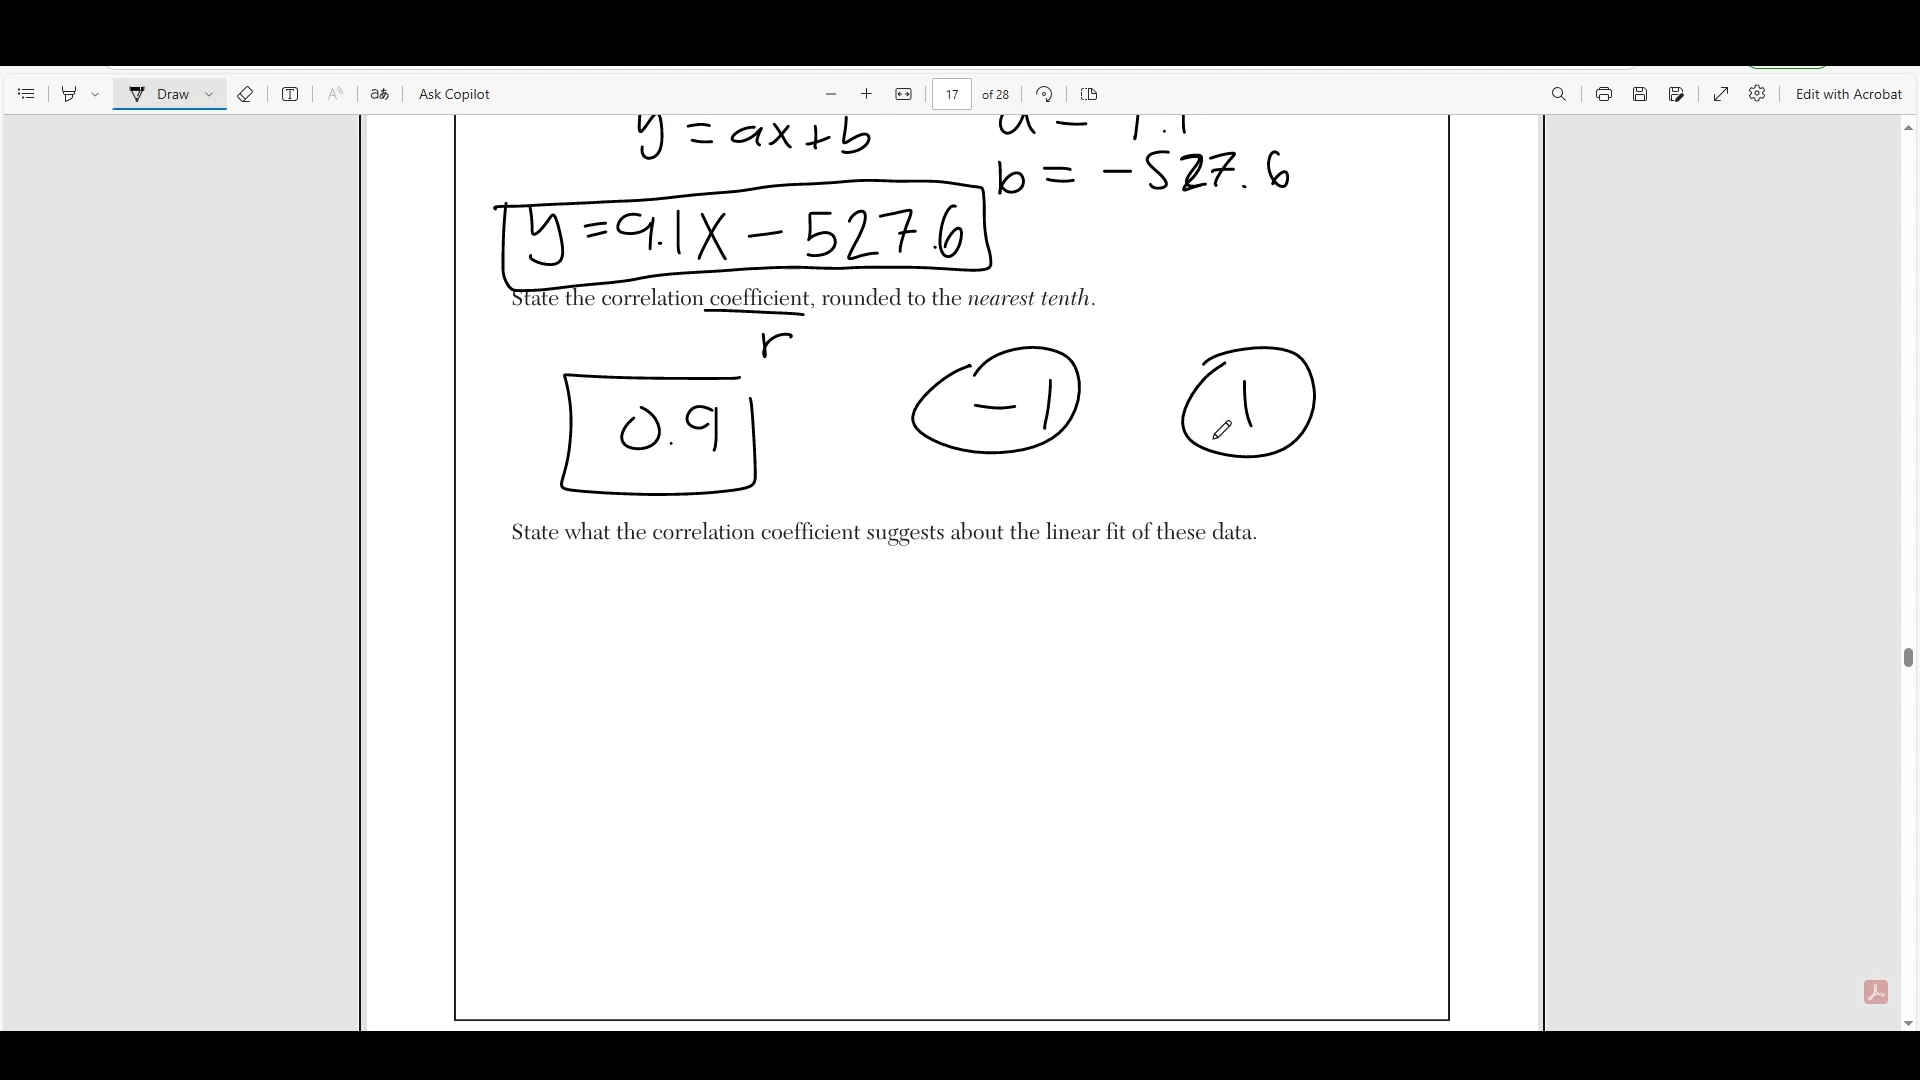 Draw
aあ
Ask Copilot
17 of 28
Edit with Acrobat
y = ax + b
b = -527.6
y = 9.1x - 527.6
State the correlation coefficient, rounded to the nearest tenth.
r
0.9
-1
1
State what the correlation coefficient suggests about the linear fit of these data.